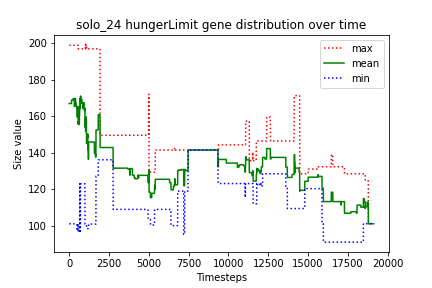 solo_24 hungerLimit gene distribution over time
max
mean
min
Size value
200
180
160
140
120
100
0
2500
5000
7500
10000
12500
15000
17500
20000
Timesteps